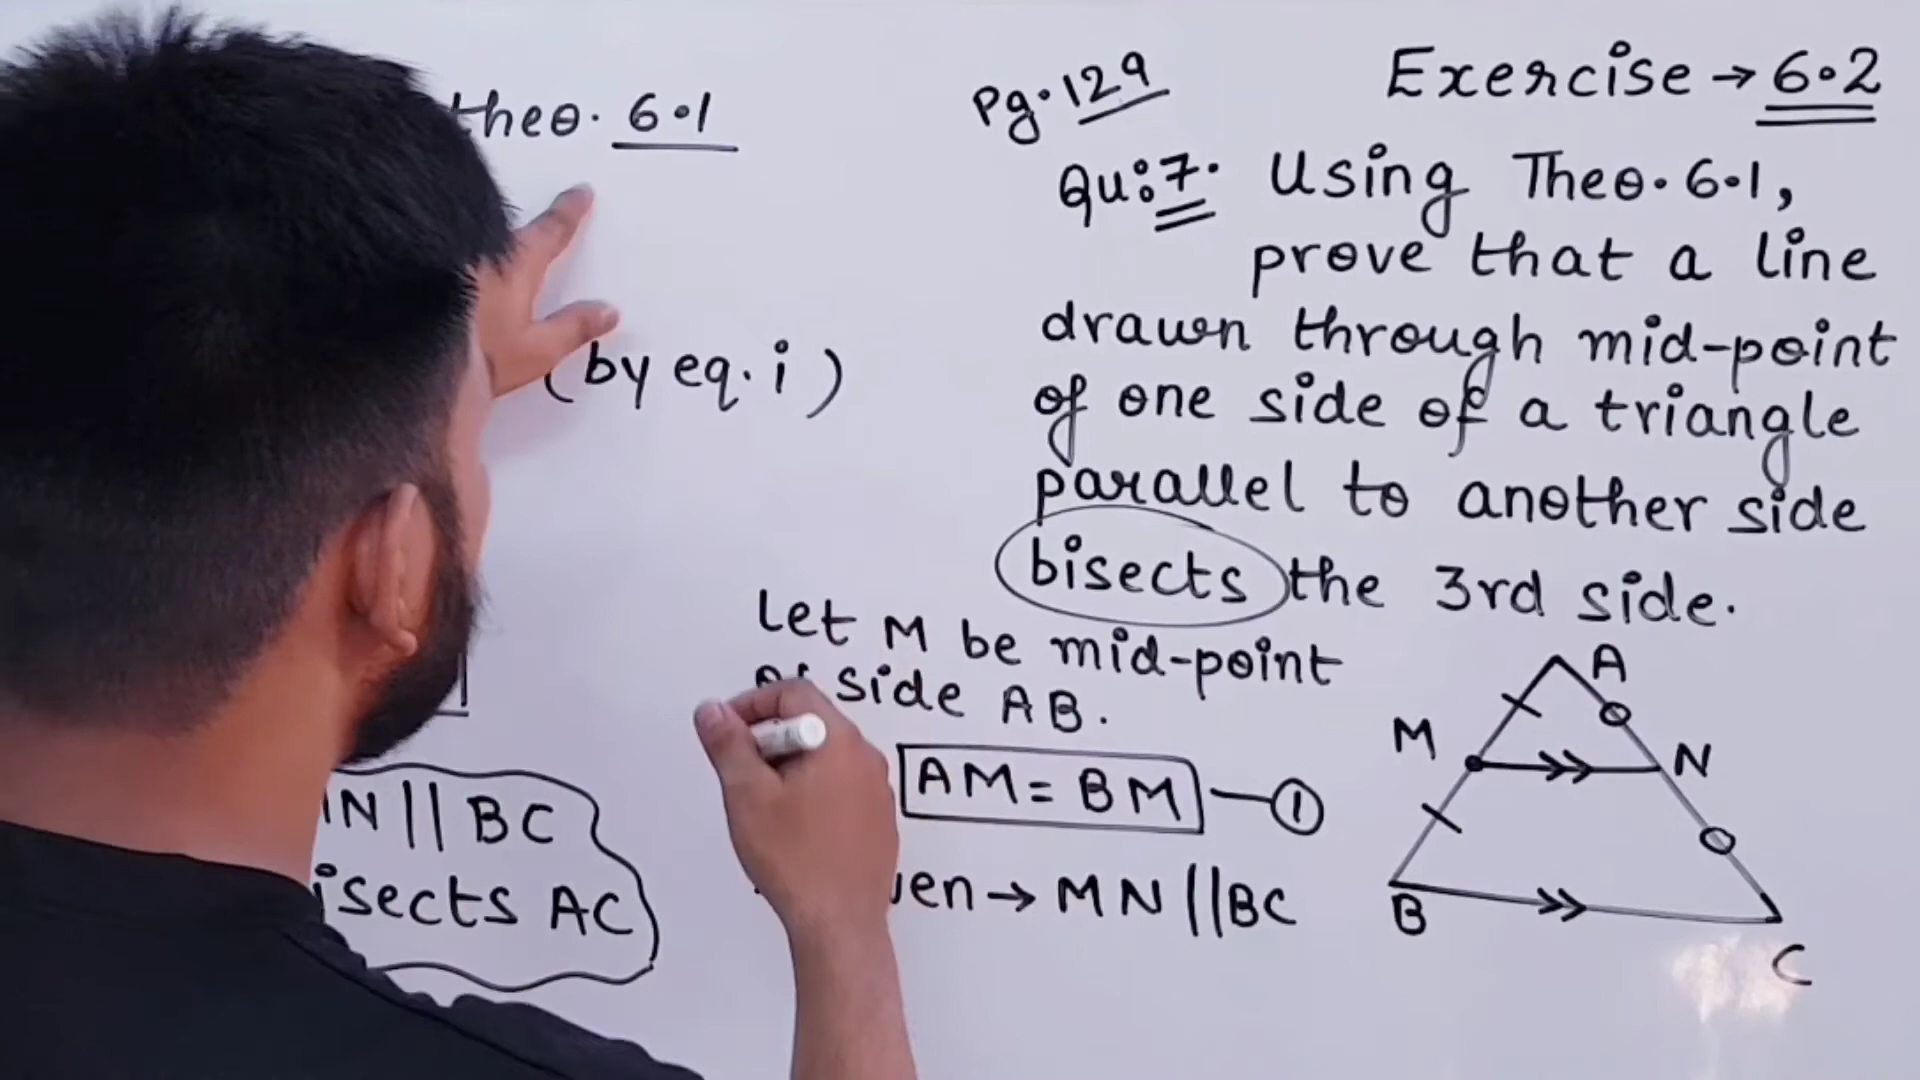 theo. 6.1
(by eq. i)
N || BC
isects AC
Pg. 129
Exercise → 6.2
Qu: 7. Using Theo. 6.1,
prove that a line
drawn through mid-point
of one side of a triangle
parallel to another side
bisects the 3rd side.
Let M be mid-point
of side AB.
AM = BM — 1
→ MN || BC
A
M
N
B
C